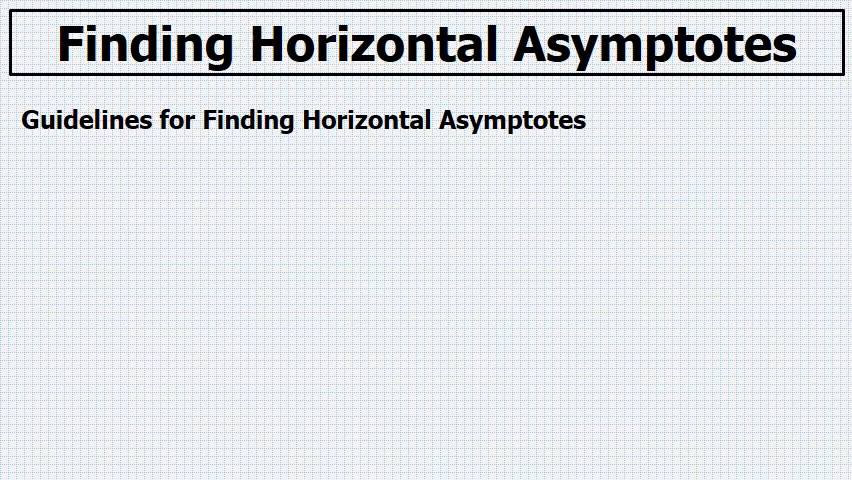 Finding Horizontal Asymptotes
Guidelines for Finding Horizontal Asymptotes